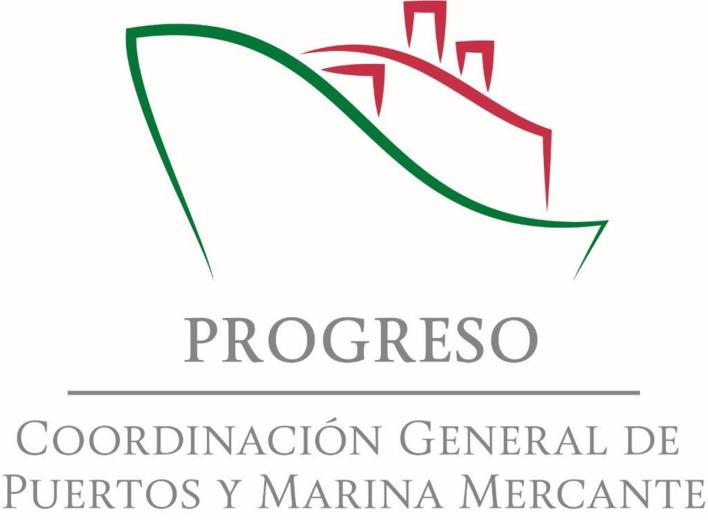 PROGRESO
COORDINACIÓN GENERAL DE
PUERTOS Y MARINA MERCANTE